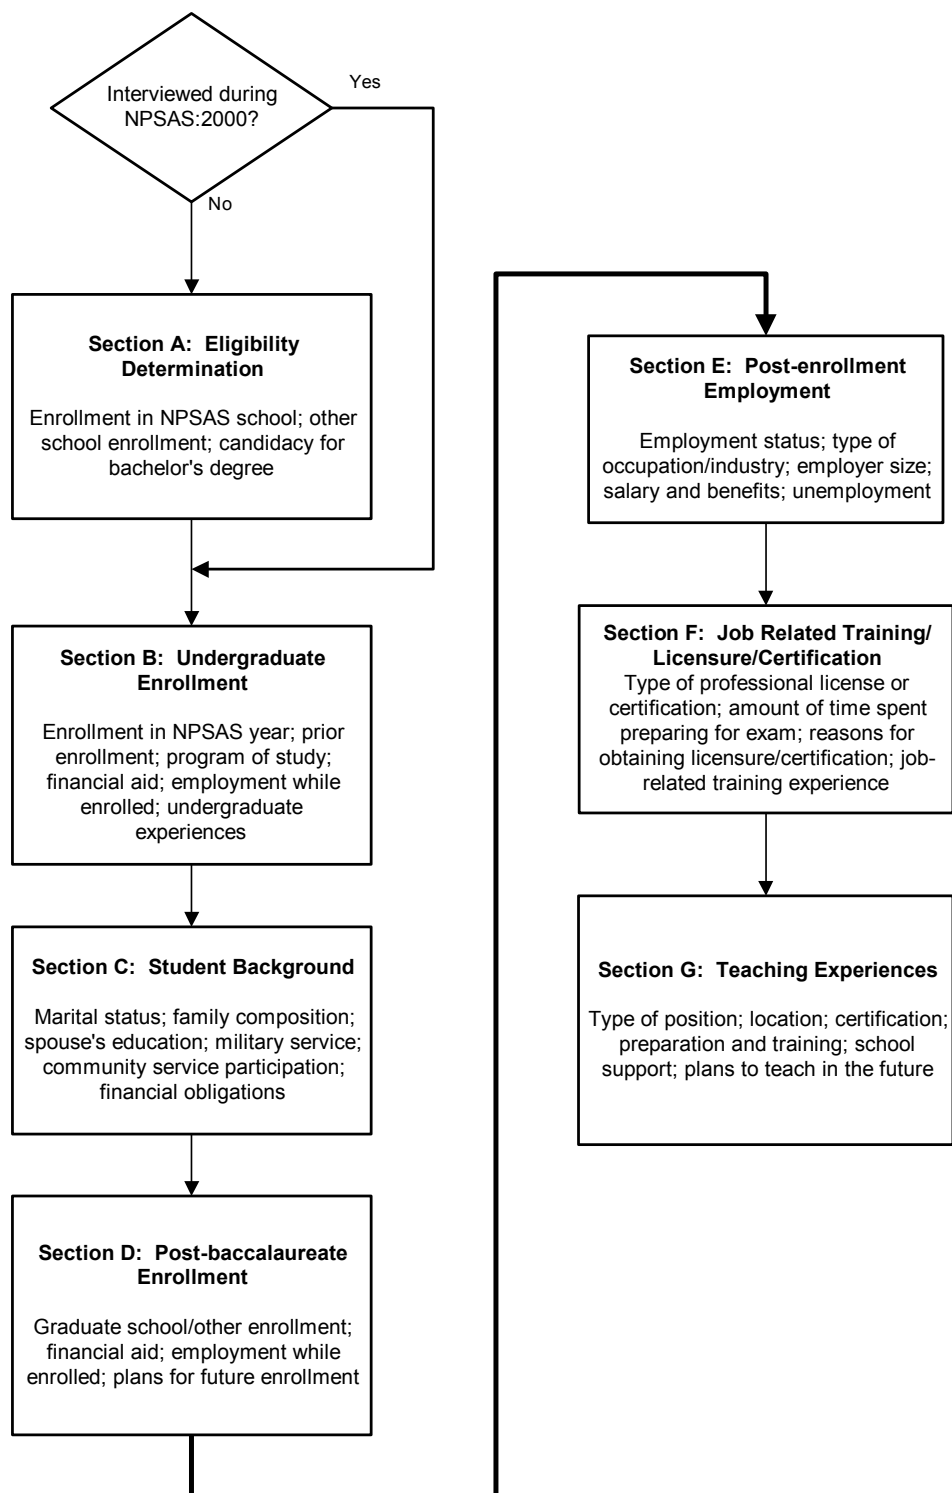 Interviewed during
NPSAS:2000?
Yes
No
Section A:  Eligibility
Determination
Enrollment in NPSAS school; other
school enrollment; candidacy for
bachelor's degree
Section B:  Undergraduate
Enrollment
Enrollment in NPSAS year; prior
enrollment; program of study;
financial aid; employment while
enrolled; undergraduate
experiences
Section C:  Student Background
Marital status; family composition;
spouse's education; military service;
community service participation;
financial obligations
Section D:  Post-baccalaureate
Enrollment
Graduate school/other enrollment;
financial aid; employment while
enrolled; plans for future enrollment
Section E:  Post-enrollment
Employment
Employment status; type of
occupation/industry; employer size;
salary and benefits; unemployment
Section F:  Job Related Training/
Licensure/Certification
Type of professional license or
certification; amount of time spent
preparing for exam; reasons for
obtaining licensure/certification; job-
related training experience
Section G:  Teaching Experiences
Type of position; location; certification;
preparation and training; school
support; plans to teach in the future